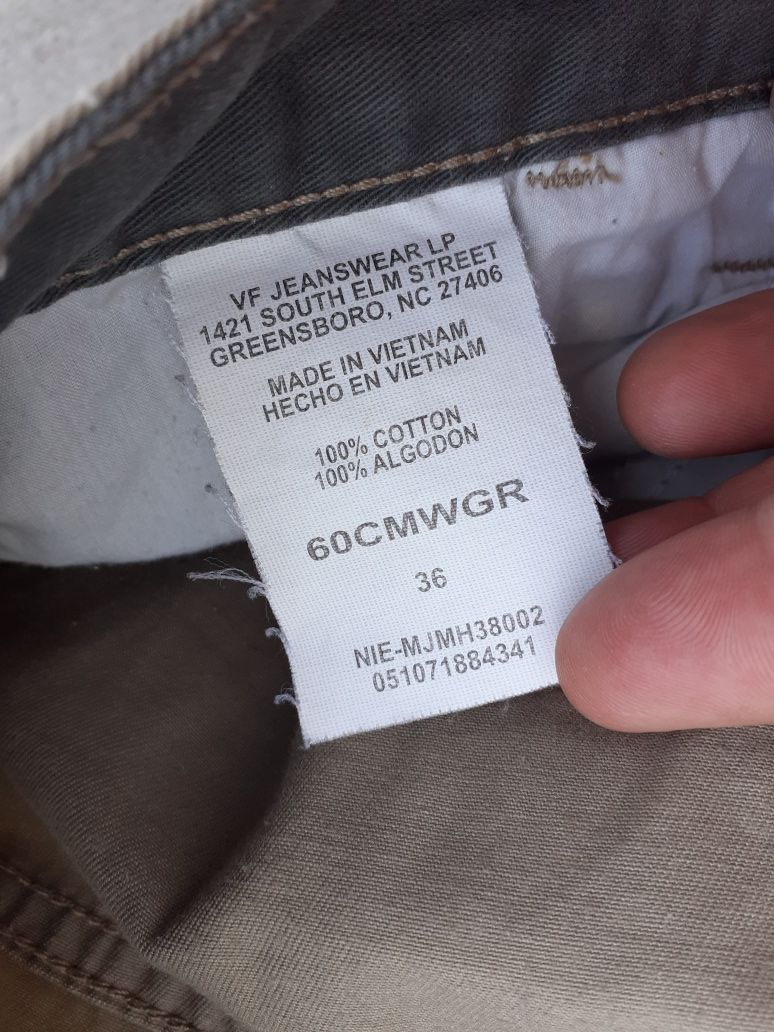 VF JEANSWEAR LP
1421 SOUTH ELM STREET
GREENSBORO, NC 27406
MADE IN VIETNAM
HECHO EN VIETNAM
100% COTTON
100% ALGODON
60CMWGR
36
NIE-MJMH38002
051071884341